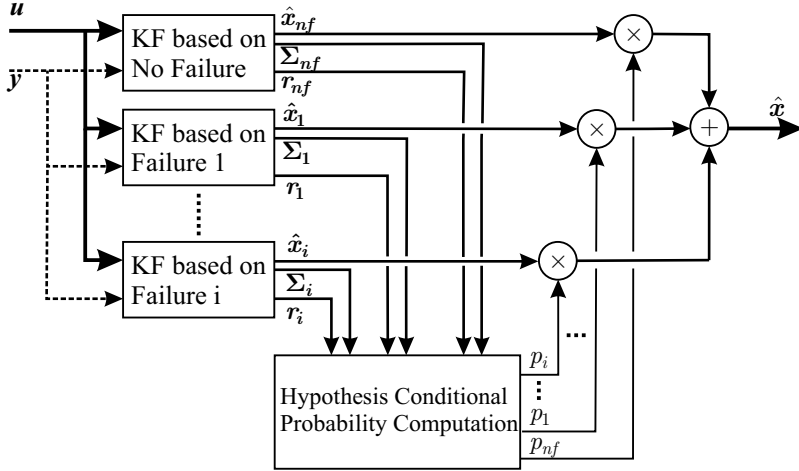 u
y
KF based on
No Failure
x̂_nf
Σ_nf
r_nf
×
KF based on
Failure 1
x̂_1
Σ_1
r_1
×
+
x̂
KF based on
Failure i
x̂_i
Σ_i
r_i
×
Hypothesis Conditional
Probability Computation
p_i
p_1
p_nf